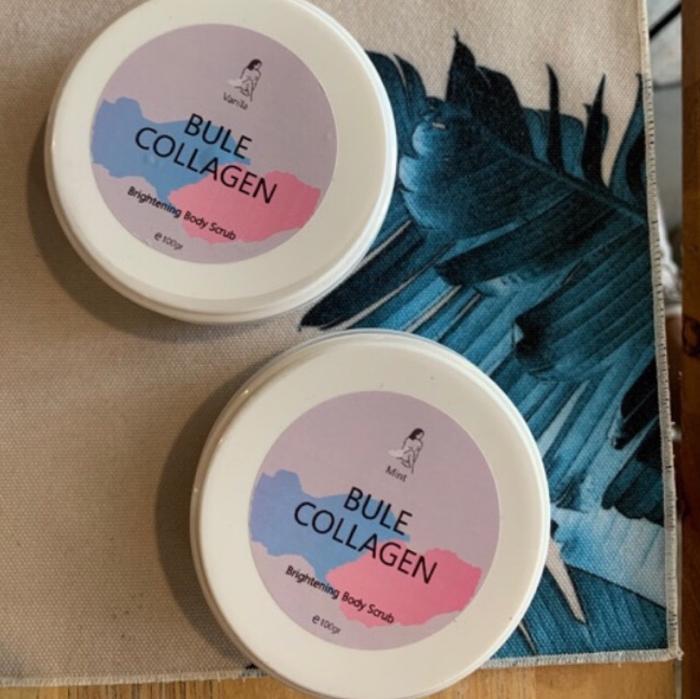 Vanilla
BULE
COLLAGEN
Brightening Body Scrub
e 100gr
Mint
BULE
COLLAGEN
Brightening Body Scrub
e 100gr